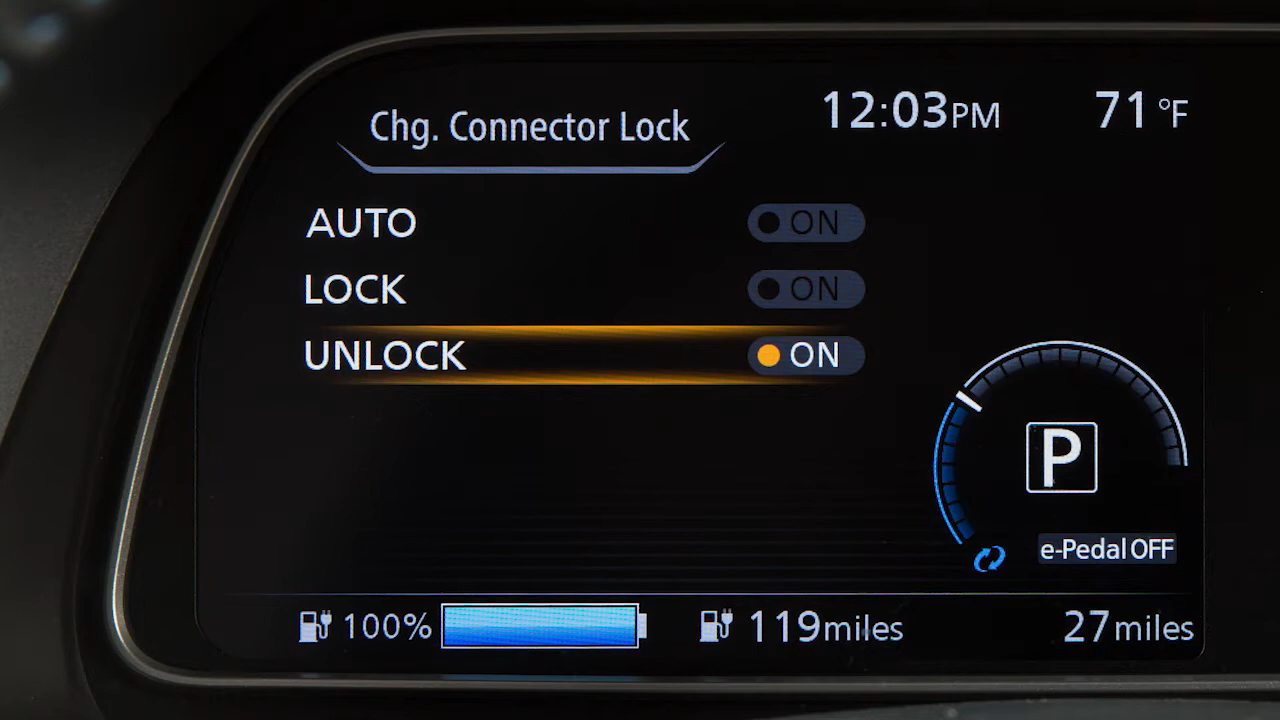 Chg. Connector Lock
12:03PM
71 °F
AUTO ON
LOCK ON
UNLOCK ON
P
e-Pedal OFF
100%
119miles
27miles